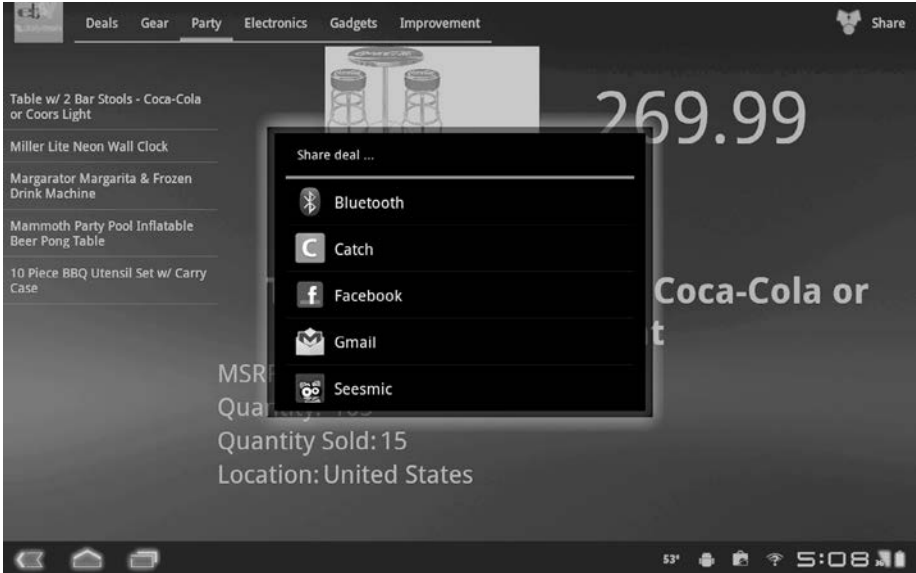 Deals Gear Party Electronics Gadgets Improvement
Share
Table w/ 2 Bar Stools - Coca-Cola
or Coors Light
Miller Lite Neon Wall Clock
Margarator Margarita & Frozen
Drink Machine
Mammoth Party Pool Inflatable
Beer Pong Table
10 Piece BBQ Utensil Set w/ Carry
Case
269.99
Share deal ...
Bluetooth
Catch
Facebook
Gmail
Seesmic
Coca-Cola or
MSR
Quantity:
Quantity Sold: 15
Location: United States
53° 5:08